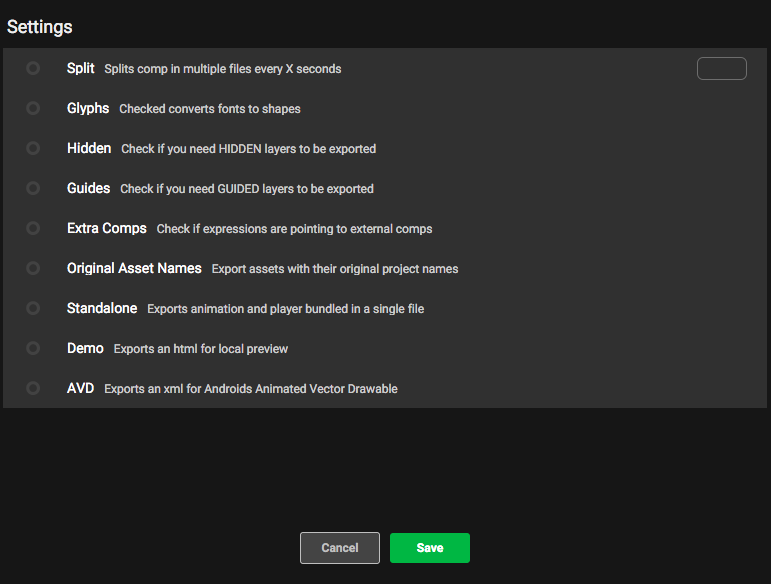 Settings
Split Splits comp in multiple files every X seconds
Glyphs Checked converts fonts to shapes
Hidden Check if you need HIDDEN layers to be exported
Guides Check if you need GUIDED layers to be exported
Extra Comps Check if expressions are pointing to external comps
Original Asset Names Export assets with their original project names
Standalone Exports animation and player bundled in a single file
Demo Exports an html for local preview
AVD Exports an xml for Androids Animated Vector Drawable
Cancel Save